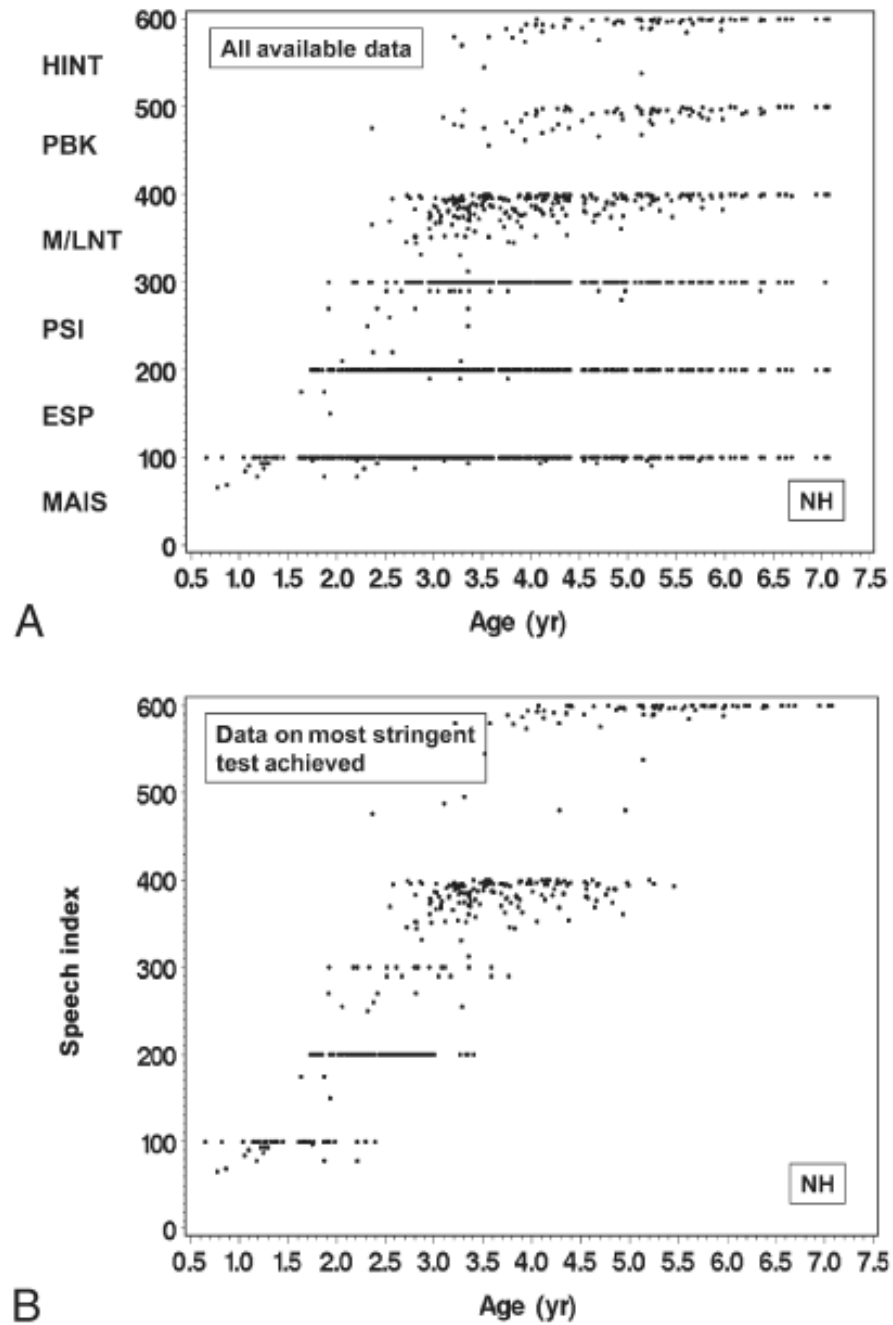 600
All available data
HINT
500
PBK
400
M/LNT
300
PSI
200
ESP
100
NH
MAIS
0
0.5 1.0 1.5 2.0 2.5 3.0 3.5 4.0 4.5 5.0 5.5 6.0 6.5 7.0 7.5
A
Age (yr)
600
Data on most stringent
test achieved
500
400
Speech index
300
200
100
NH
0
0.5 1.0 1.5 2.0 2.5 3.0 3.5 4.0 4.5 5.0 5.5 6.0 6.5 7.0 7.5
B
Age (yr)